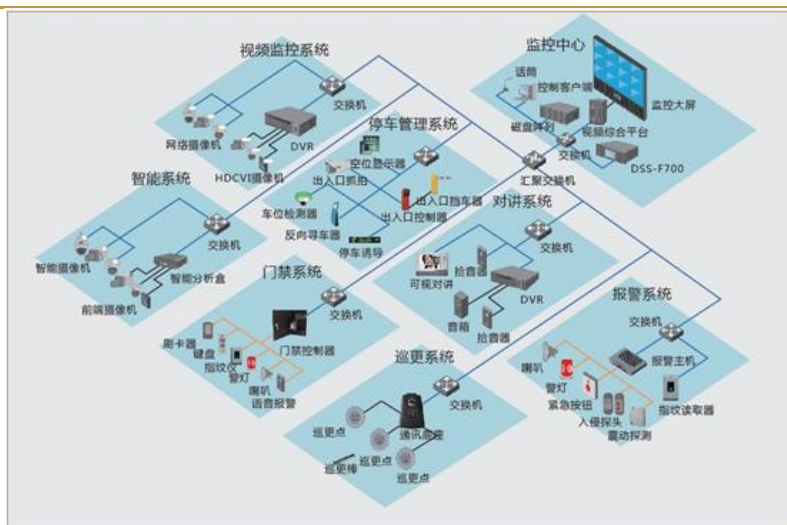 视频监控系统
交换机
网络摄像机
DVR
HDCVI摄像机
监控中心
话筒
控制客户端
磁盘阵列
视频综合平台
监控大屏
交换机
DSS-F700
汇聚交换机
停车管理系统
空位显示器
出入口抓拍
交换机
车位检测器
出入口挡车器
出入口控制器
反向寻车器
停车诱导
智能系统
交换机
智能摄像机
智能分析盒
前端摄像机
对讲系统
交换机
拾音器
可视对讲
DVR
音箱
拾音器
门禁系统
交换机
刷卡器
键盘
指纹仪
警灯
喇叭
语音报警
门禁控制器
报警系统
交换机
喇叭
报警主机
警灯
紧急按钮
入侵探头
震动探测
指纹读取器
巡更系统
交换机
巡更点
通讯底座
巡更棒
巡更点
巡更点